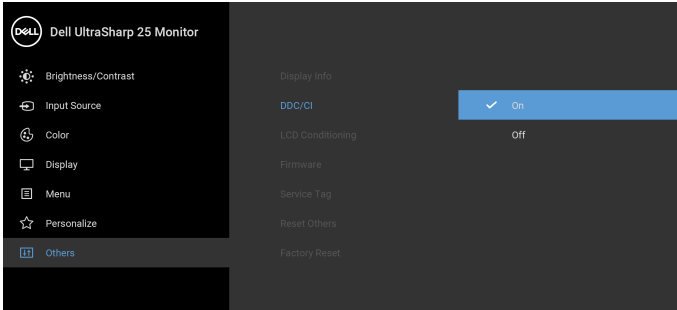 DELL
Dell UltraSharp 25 Monitor
Brightness/Contrast
Input Source
Color
Display
Menu
Personalize
Others
Display Info
DDC/CI
LCD Conditioning
Firmware
Service Tag
Reset Others
Factory Reset
On
Off